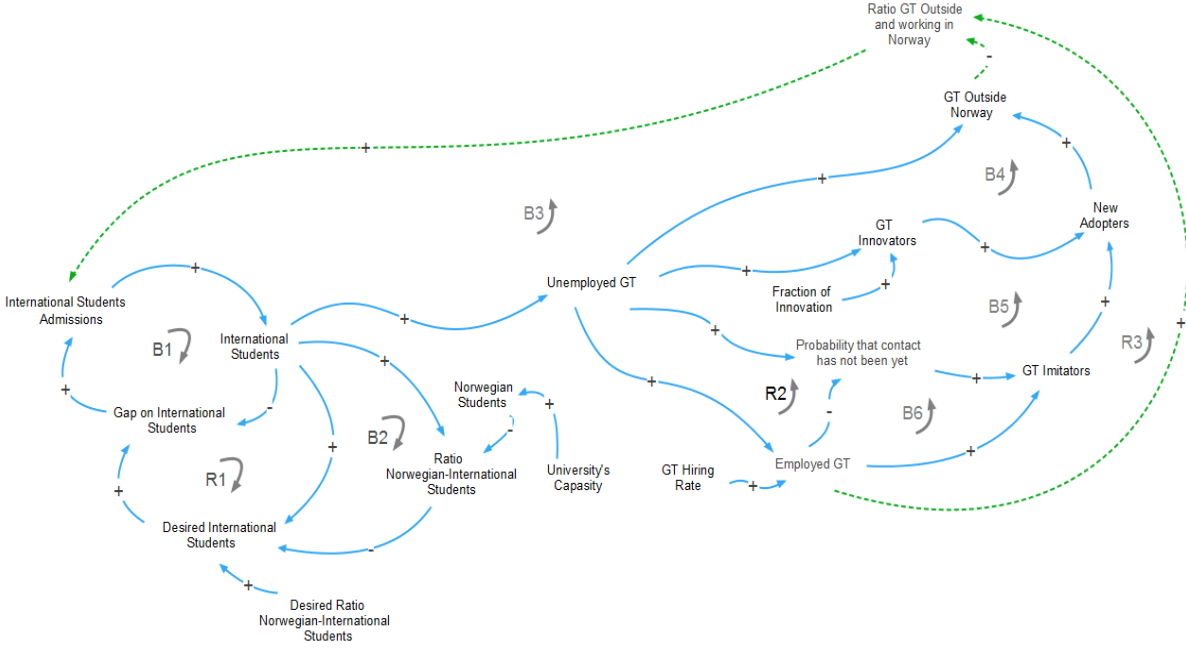 Ratio GT Outside
and working in
Norway
-
GT Outside
Norway
+
+
B4
+
B3
New
Adopters
GT
Innovators
+
+
+
Unemployed GT
+
Fraction of
Innovation
International Students
Admissions
+
B5
+
+
+
International
Students
B1
+
Probability that contact
has not been yet
R3
+
+
GT Imitators
+
+
Norwegian
Students
+
R2
-
B6
-
Gap on International
Students
-
B2
+
Ratio
Norwegian-International
Students
University's
Capasity
GT Hiring
Rate
+
Employed GT
+
R1
+
Desired International
Students
-
+
Desired Ratio
Norwegian-International
Students